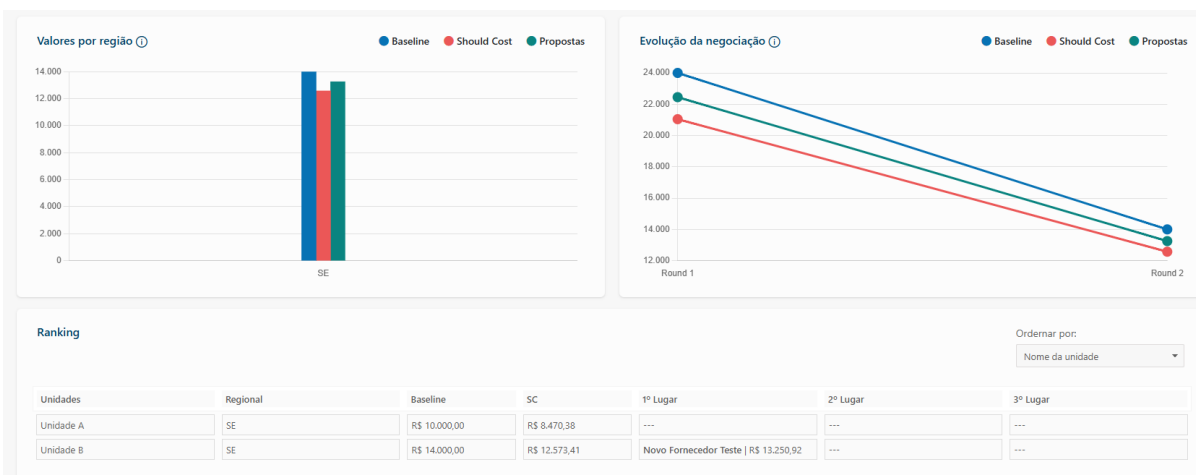 Valores por região
Baseline Should Cost Propostas
14.000
12.000
10.000
8.000
6.000
4.000
2.000
0
SE
Evolução da negociação
Baseline Should Cost Propostas
24.000
22.000
20.000
18.000
16.000
14.000
12.000
Round 1 Round 2
Ranking
Ordernar por:
Nome da unidade
Unidades Regional Baseline SC 1º Lugar 2º Lugar 3º Lugar
Unidade A SE R$ 10.000,00 R$ 8.470,38 --- --- ---
Unidade B SE R$ 14.000,00 R$ 12.573,41 Novo Fornecedor Teste | R$ 13.250,92 --- ---